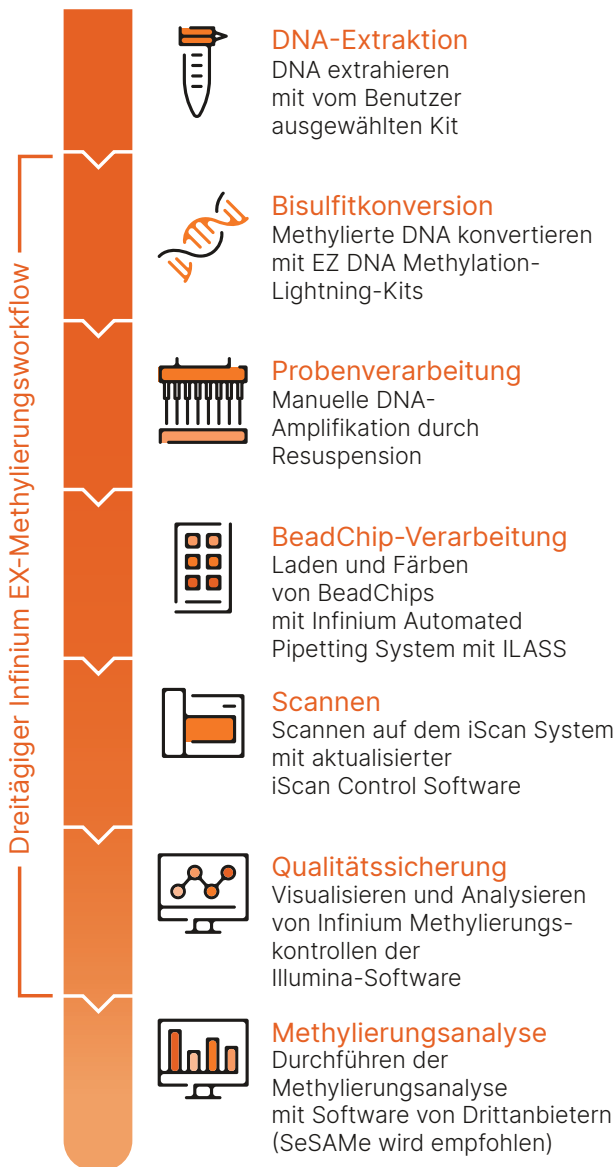 Dreitägiger Infinium EX-Methylierungsworkflow
DNA-Extraktion
DNA extrahieren
mit vom Benutzer
ausgewählten Kit
Bisulfitkonversion
Methylierte DNA konvertieren
mit EZ DNA Methylation-
Lightning-Kits
Probenverarbeitung
Manuelle DNA-
Amplifikation durch
Resuspension
BeadChip-Verarbeitung
Laden und Färben
von BeadChips
mit Infinium Automated
Pipetting System mit ILASS
Scannen
Scannen auf dem iScan System
mit aktualisierter
iScan Control Software
Qualitätssicherung
Visualisieren und Analysieren
von Infinium Methylierungs-
kontrollen der
Illumina-Software
Methylierungsanalyse
Durchführen der
Methylierungsanalyse
mit Software von Drittanbietern
(SeSAMe wird empfohlen)